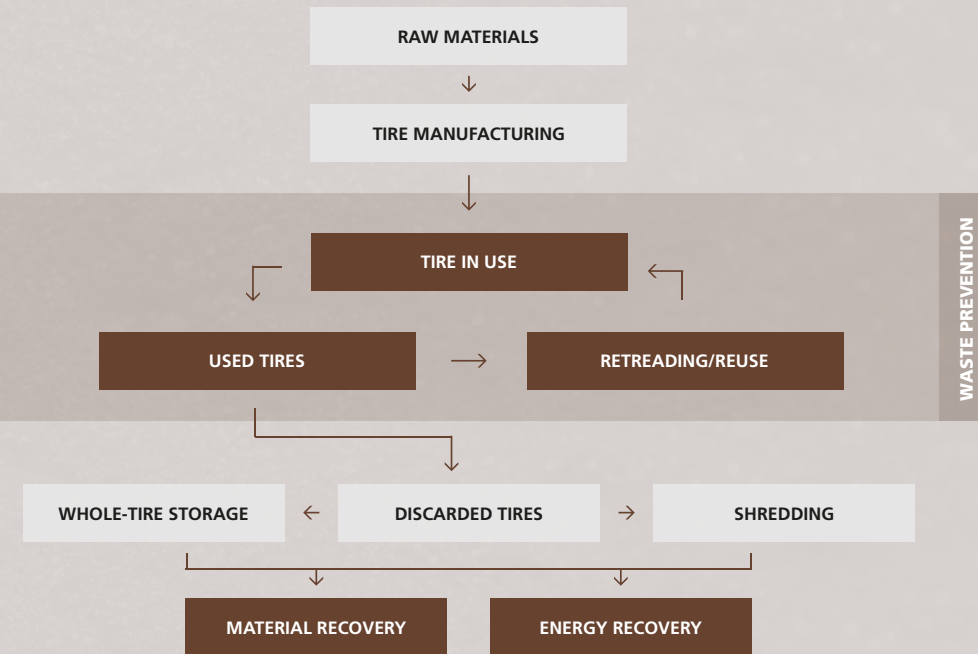 RAW MATERIALS
TIRE MANUFACTURING
TIRE IN USE
USED TIRES
RETREADING/REUSE
WASTE PREVENTION
WHOLE-TIRE STORAGE
DISCARDED TIRES
SHREDDING
MATERIAL RECOVERY
ENERGY RECOVERY